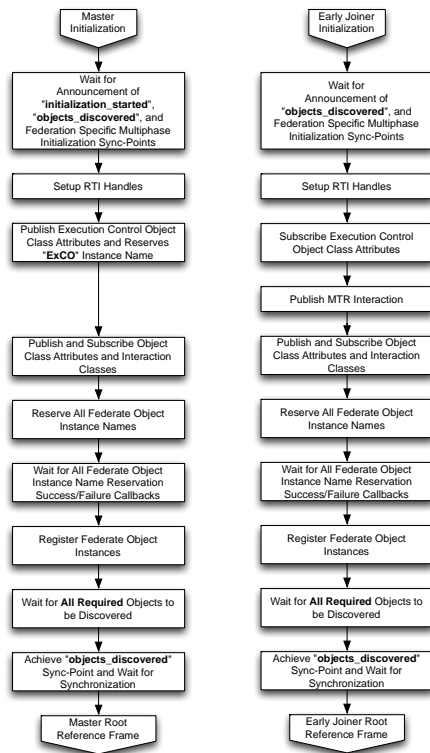 Master
Initialization
Wait for
Announcement of
"initialization_started",
"objects_discovered", and
Federation Specific Multiphase
Initialization Sync-Points
Setup RTI Handles
Publish Execution Control Object
Class Attributes and Reserves
"ExCO" Instance Name
Publish and Subscribe Object
Class Attributes and Interaction
Classes
Reserve All Federate Object
Instance Names
Wait for All Federate Object
Instance Name Reservation
Success/Failure Callbacks
Register Federate Object
Instances
Wait for All Required Objects to
be Discovered
Achieve "objects_discovered"
Sync-Point and Wait for
Synchronization
Master Root
Reference Frame
Early Joiner
Initialization
Wait for
Announcement of
"objects_discovered", and
Federation Specific Multiphase
Initialization Sync-Points
Setup RTI Handles
Subscribe Execution Control
Object Class Attributes
Publish MTR Interaction
Publish and Subscribe Object
Class Attributes and Interaction
Classes
Reserve All Federate Object
Instance Names
Wait for All Federate Object
Instance Name Reservation
Success/Failure Callbacks
Register Federate Object
Instances
Wait for All Required Objects to
be Discovered
Achieve "objects_discovered"
Sync-Point and Wait for
Synchronization
Early Joiner Root
Reference Frame